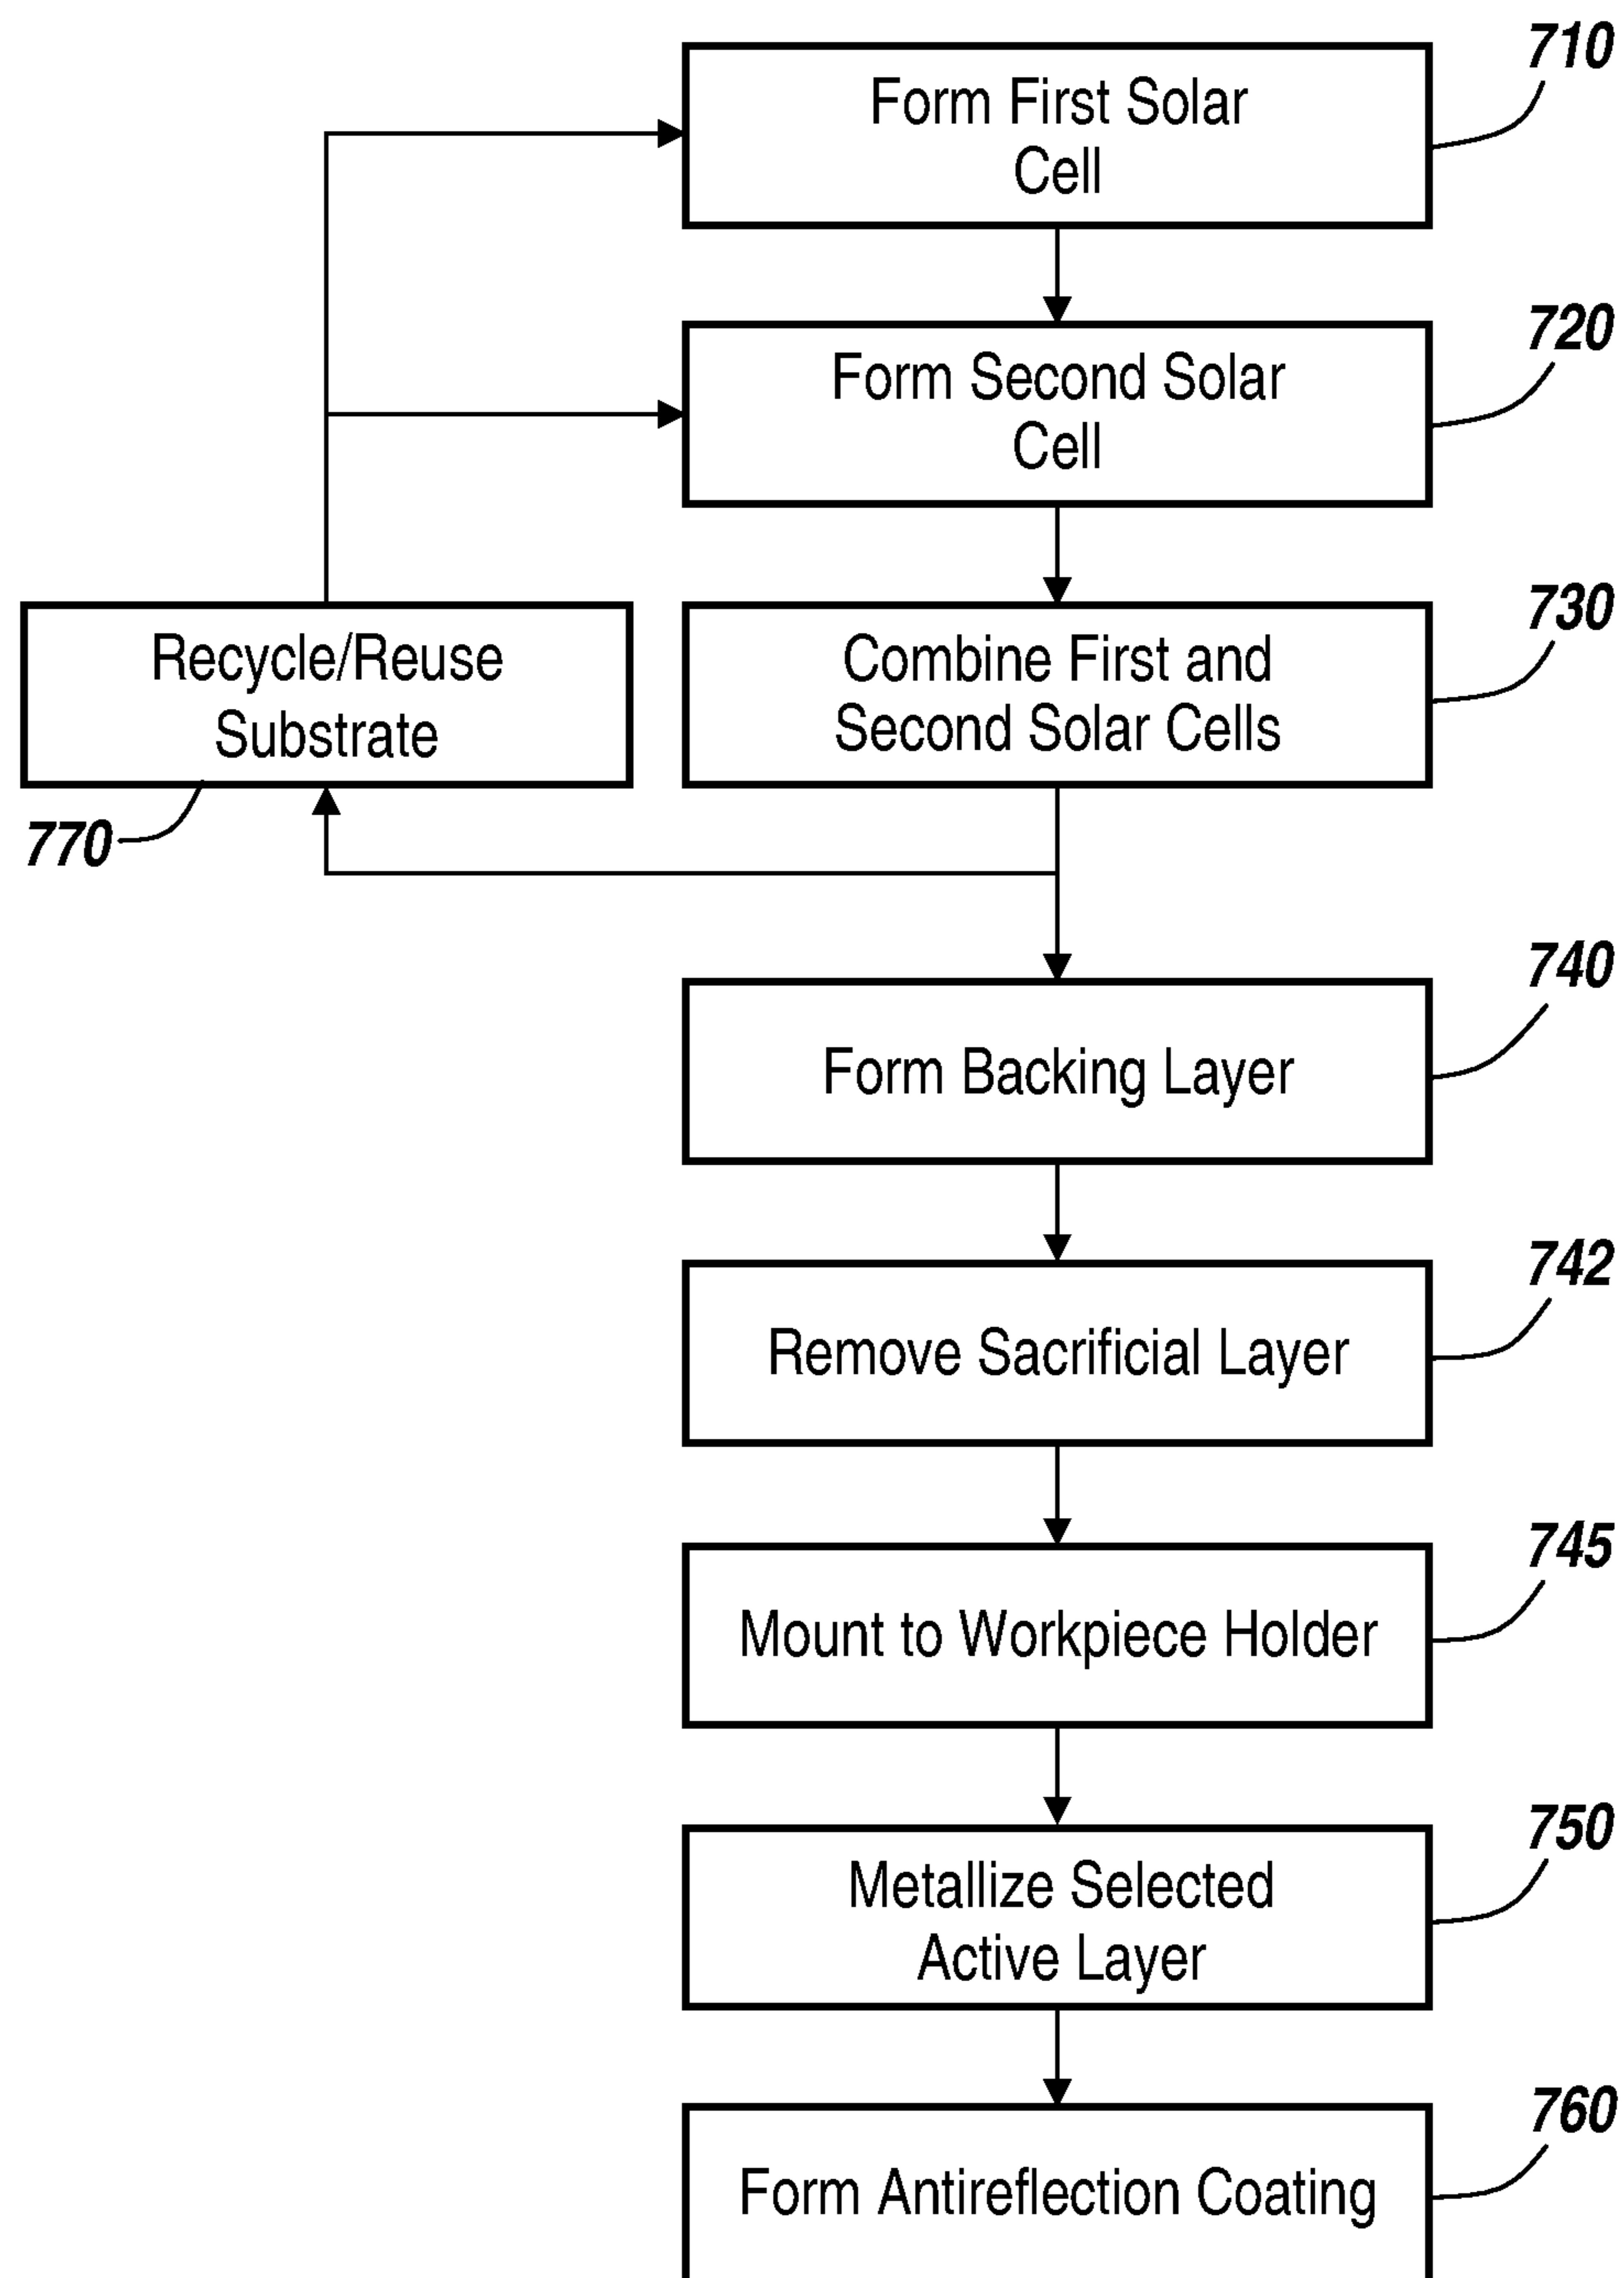 710
Form First Solar
Cell
720
Form Second Solar
Cell
730
Recycle/Reuse
Substrate
Combine First and
Second Solar Cells
770
740
Form Backing Layer
742
Remove Sacrificial Layer
745
Mount to Workpiece Holder
750
Metallize Selected
Active Layer
760
Form Antireflection Coating